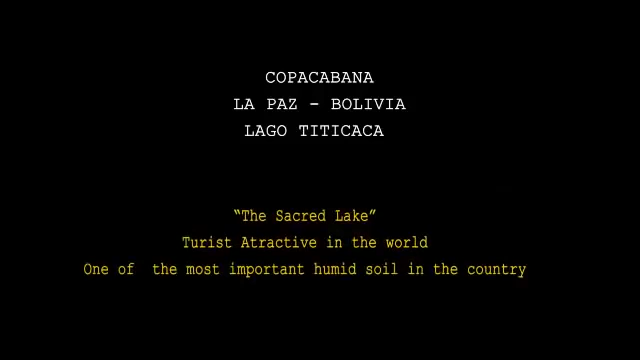 COPACABANA
LA PAZ - BOLIVIA
LAGO TITICACA
“The Sacred Lake”
Turist Atractive in the world
One of the most important humid soil in the country